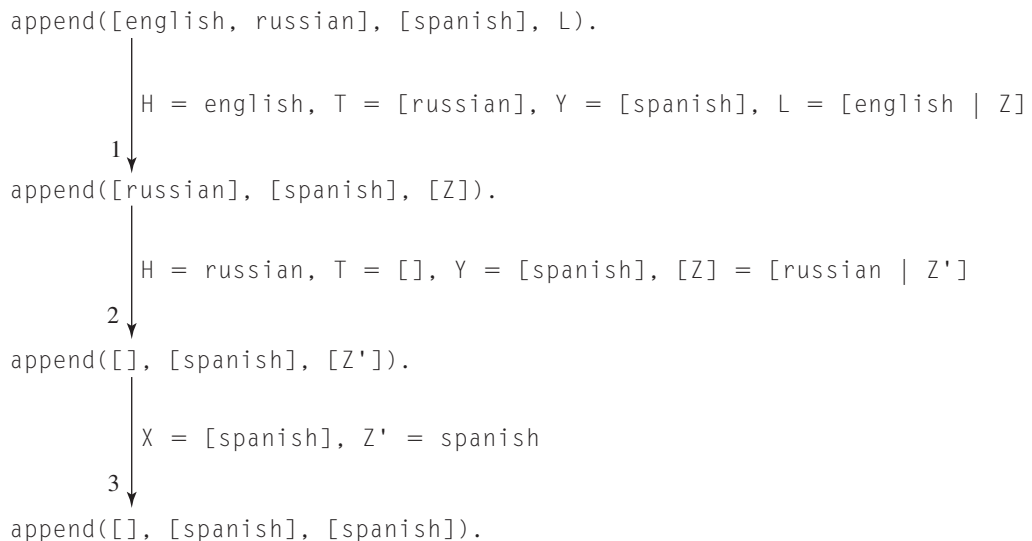 append([english, russian], [spanish], L).
H = english, T = [russian], Y = [spanish], L = [english | Z]
1
append([russian], [spanish], [Z]).
H = russian, T = [], Y = [spanish], [Z] = [russian | Z']
2
append([], [spanish], [Z']).
X = [spanish], Z' = spanish
3
append([], [spanish], [spanish]).